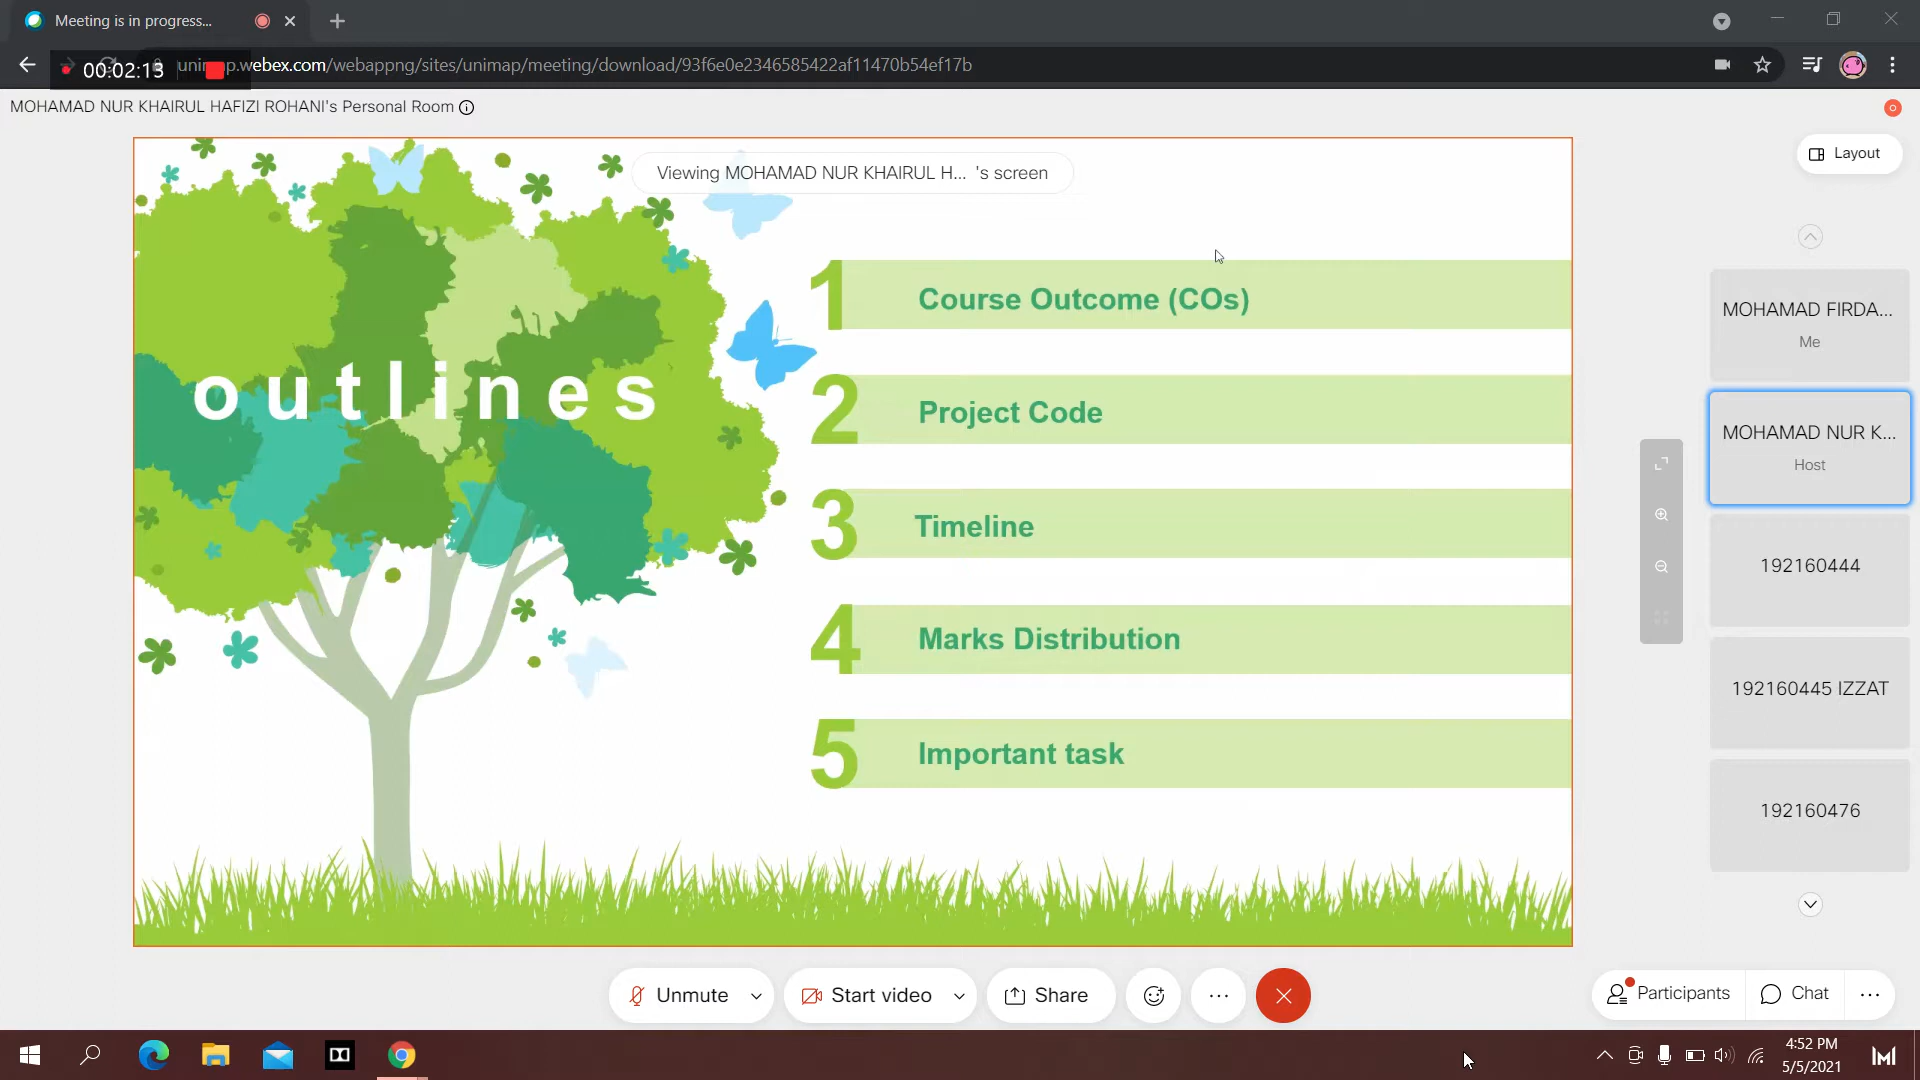 Meeting is in progress...
00:02:13
unimap.webex.com/webappng/sites/unimap/meeting/download/93f6e0e2346585422af11470b54ef17b
MOHAMAD NUR KHAIRUL HAFIZI ROHANI's Personal Room
Viewing MOHAMAD NUR KHAIRUL H... 's screen
Layout
outlines
1 Course Outcome (COs)
2 Project Code
3 Timeline
4 Marks Distribution
5 Important task
MOHAMAD FIRDA...
Me
MOHAMAD NUR K...
Host
192160444
192160445 IZZAT
192160476
Unmute
Start video
Share
Participants
Chat
4:52 PM
5/5/2021